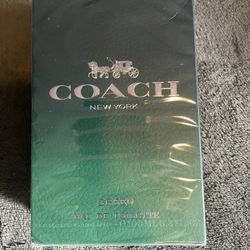 COACH
NEW YORK
GREEN
EAU DE TOILETTE